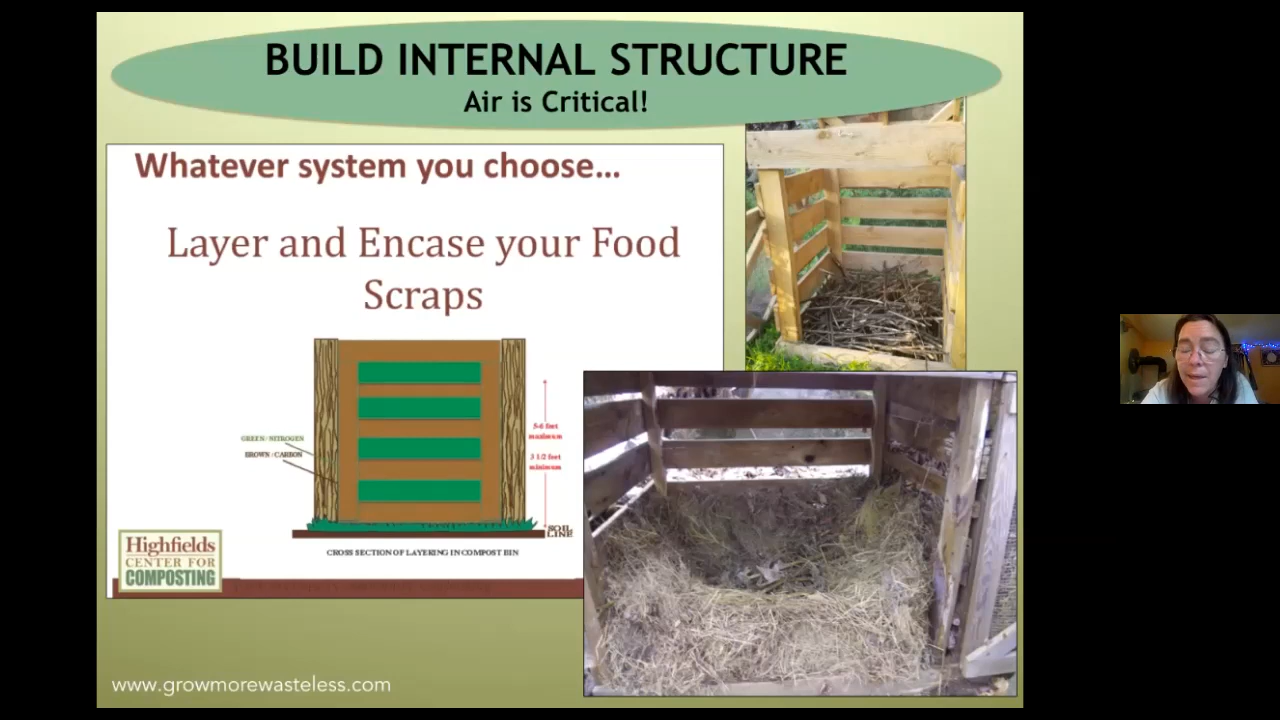 BUILD INTERNAL STRUCTURE
Air is Critical!
Whatever system you choose...
Layer and Encase your Food
Scraps
GREEN / NITROGEN
BROWN / CARBON
5-6 feet
maximum
3 1/2 feet
minimum
SOIL
LINE
CROSS SECTION OF LAYERING IN COMPOST BIN
Highfields
CENTER FOR
COMPOSTING
www.growmorewasteless.com